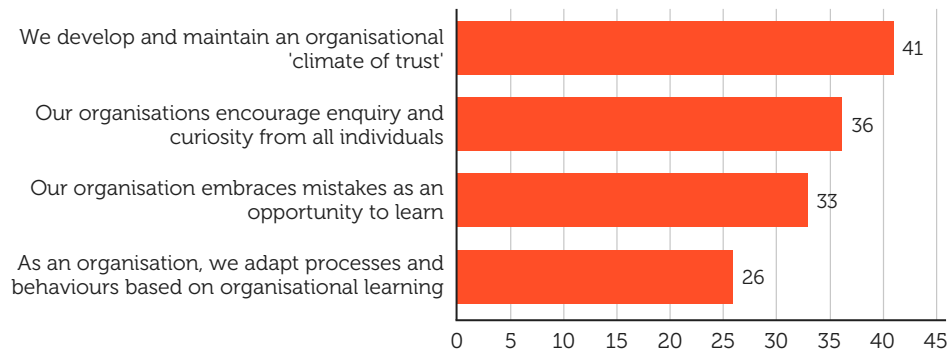 We develop and maintain an organisational
'climate of trust'
41
Our organisations encourage enquiry and
curiosity from all individuals
36
Our organisation embraces mistakes as an
opportunity to learn
33
As an organisation, we adapt processes and
behaviours based on organisational learning
26
0 5 10 15 20 25 30 35 40 45